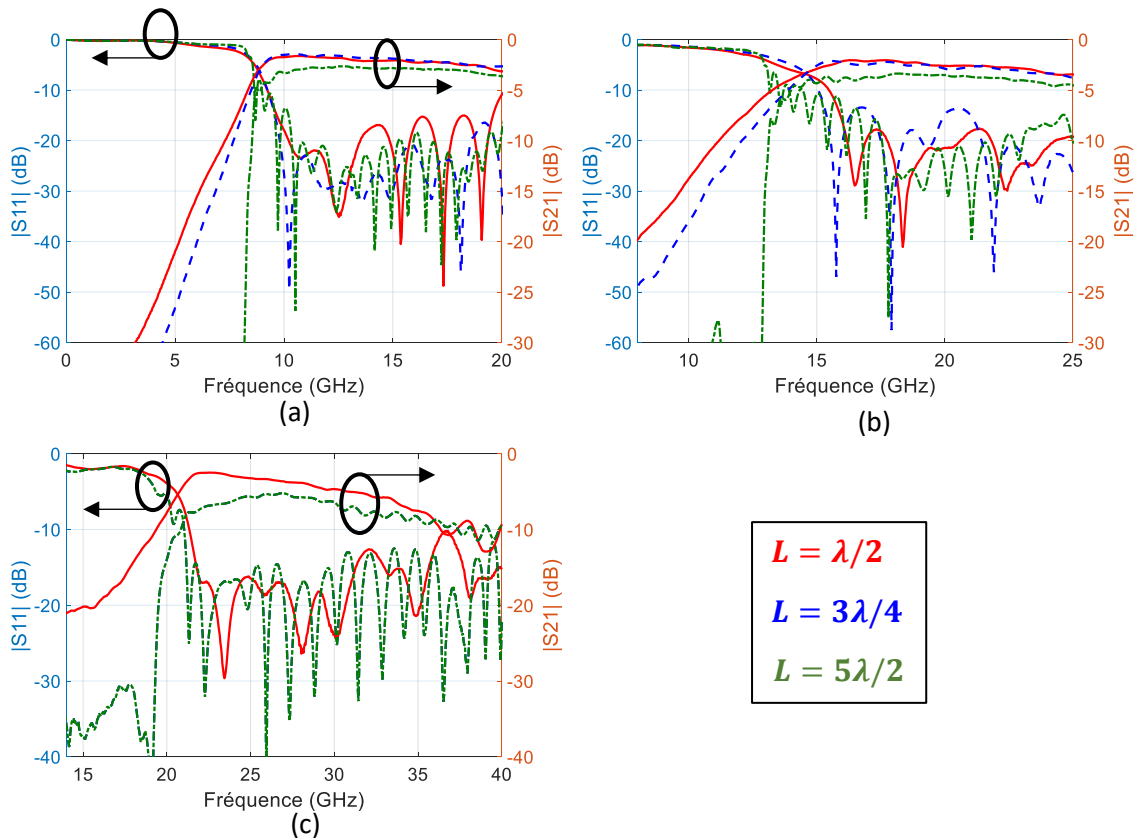 0
-10
-20
-30
-40
-50
-60
|S11| (dB)
0
-5
-10
-15
-20
-25
-30
|S21| (dB)
0 5 10 15 20
Fréquence (GHz)
(a)
0
-10
-20
-30
-40
-50
-60
|S11| (dB)
0
-5
-10
-15
-20
-25
-30
|S21| (dB)
10 15 20 25
Fréquence (GHz)
(b)
0
-10
-20
-30
-40
|S11| (dB)
0
-10
-20
-30
-40
|S21| (dB)
15 20 25 30 35 40
Fréquence (GHz)
(c)
L = λ/2
L = 3λ/4
L = 5λ/2